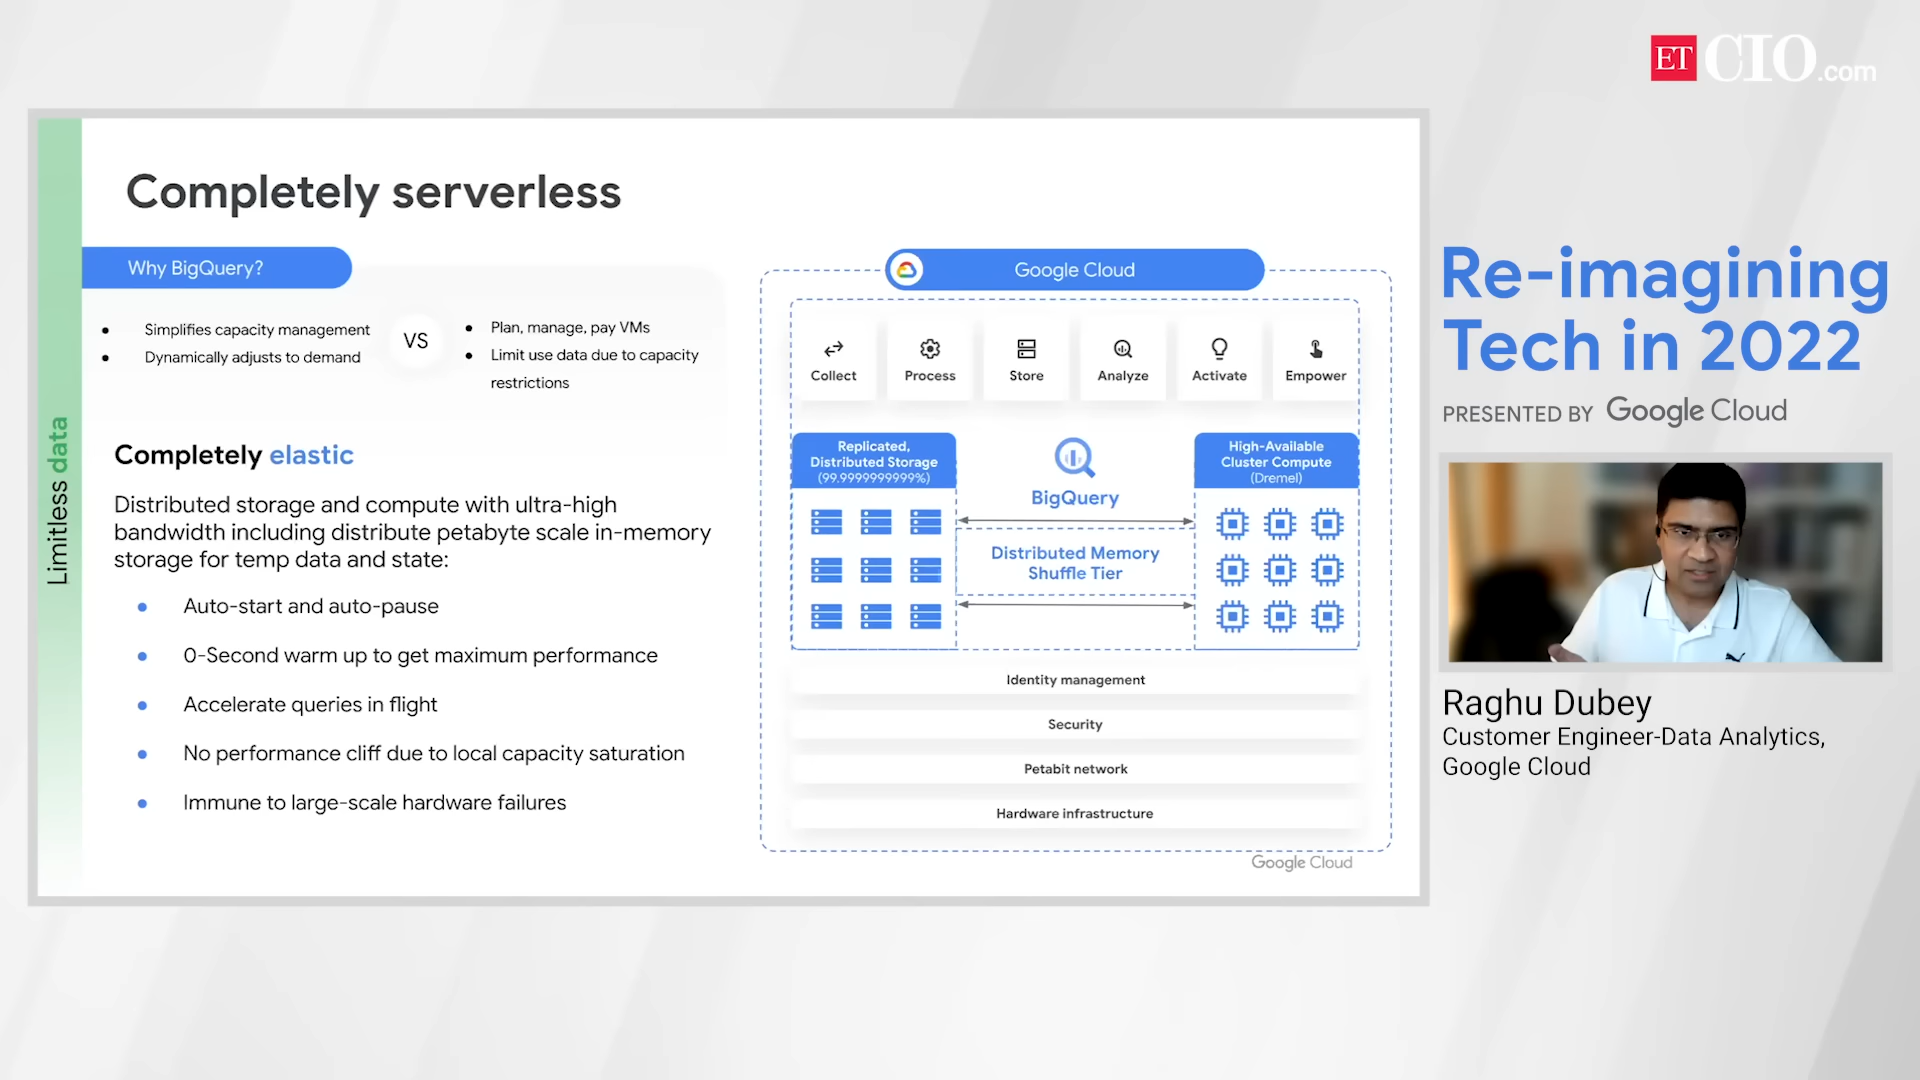 ET CIO.com
Completely serverless
Why BigQuery?
• Simplifies capacity management
• Dynamically adjusts to demand
VS
• Plan, manage, pay VMs
• Limit use data due to capacity
restrictions
Limitless data
Completely elastic
Distributed storage and compute with ultra-high
bandwidth including distribute petabyte scale in-memory
storage for temp data and state:
• Auto-start and auto-pause
• 0-Second warm up to get maximum performance
• Accelerate queries in flight
• No performance cliff due to local capacity saturation
• Immune to large-scale hardware failures
Google Cloud
Collect
Process
Store
Analyze
Activate
Empower
Replicated,
Distributed Storage
(99.9999999999%)
BigQuery
Distributed Memory
Shuffle Tier
High-Available
Cluster Compute
(Dremel)
Identity management
Security
Petabit network
Hardware infrastructure
Google Cloud
Re-imagining
Tech in 2022
PRESENTED BY Google Cloud
Raghu Dubey
Customer Engineer-Data Analytics,
Google Cloud